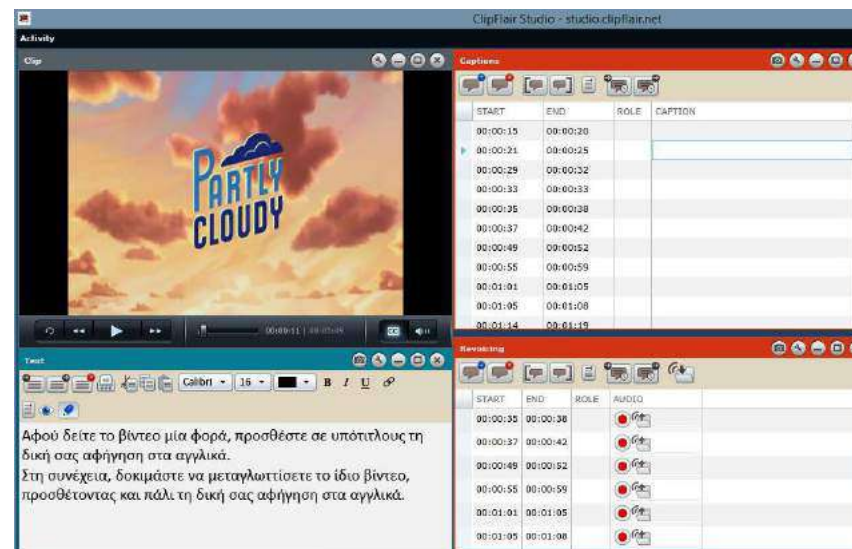 ClipFlair Studio - studio.clipflair.net
Activity
Clip
PARTLY
CLOUDY
00:00:11
CC
Captions
START END ROLE CAPTION
00:00:15 00:00:20
00:00:21 00:00:25
00:00:29 00:00:32
00:00:33 00:00:33
00:00:35 00:00:38
00:00:37 00:00:42
00:00:49 00:00:52
00:00:55 00:00:59
00:01:01 00:01:05
00:01:05 00:01:08
00:01:14 00:01:19
Text
Calibri 16 B I U
Αφού δείτε το βίντεο μία φορά, προσθέστε σε υπότιτλους τη
δική σας αφήγηση στα αγγλικά.
Στη συνέχεια, δοκιμάστε να μεταγλωττίσετε το ίδιο βίντεο,
προσθέτοντας και πάλι τη δική σας αφήγηση στα αγγλικά.
Revoicing
START END ROLE AUDIO
00:00:35 00:00:38
00:00:37 00:00:42
00:00:49 00:00:52
00:00:55 00:00:59
00:01:01 00:01:05
00:01:05 00:01:08